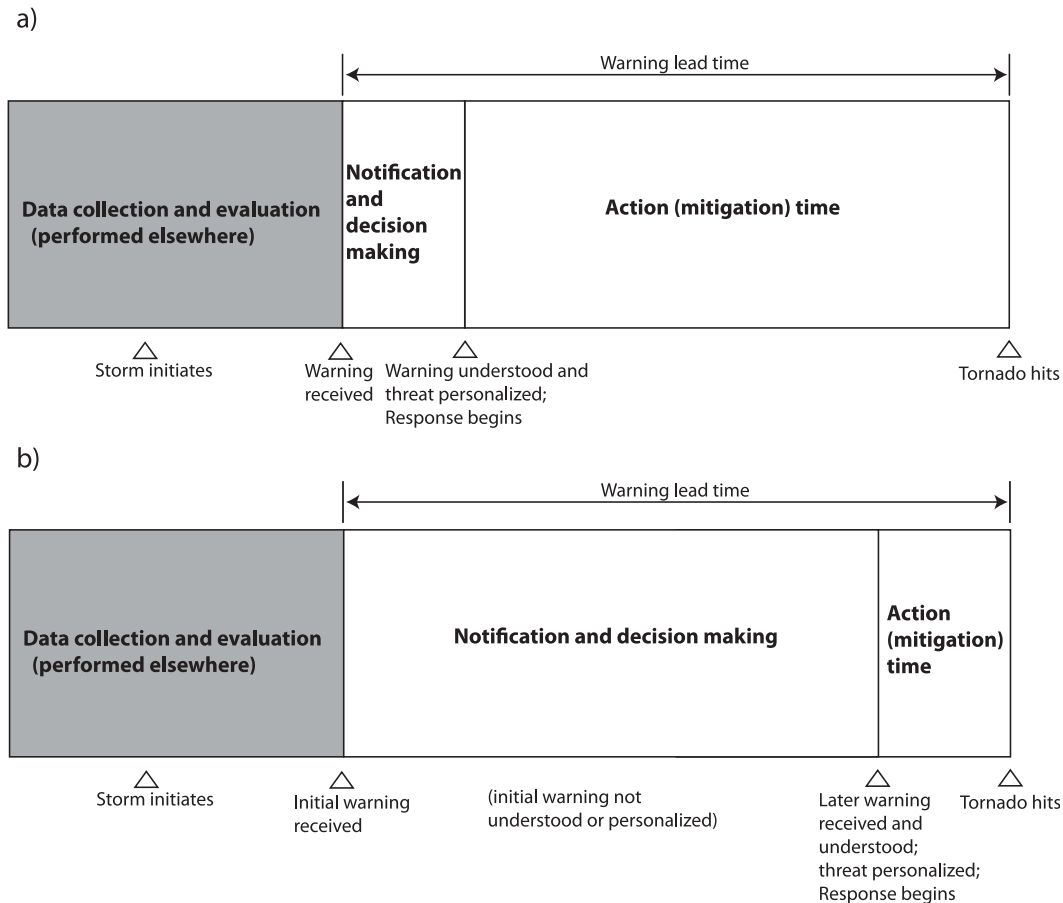 a)
Warning lead time
Data collection and evaluation
(performed elsewhere)
Notification
and
decision
making
Action (mitigation) time
Storm initiates
Warning
received
Warning understood and
threat personalized;
Response begins
Tornado hits
b)
Warning lead time
Data collection and evaluation
(performed elsewhere)
Notification and decision making
Action
(mitigation)
time
Storm initiates
Initial warning
received
(initial warning not
understood or personalized)
Later warning
received and
understood;
threat personalized;
Response begins
Tornado hits